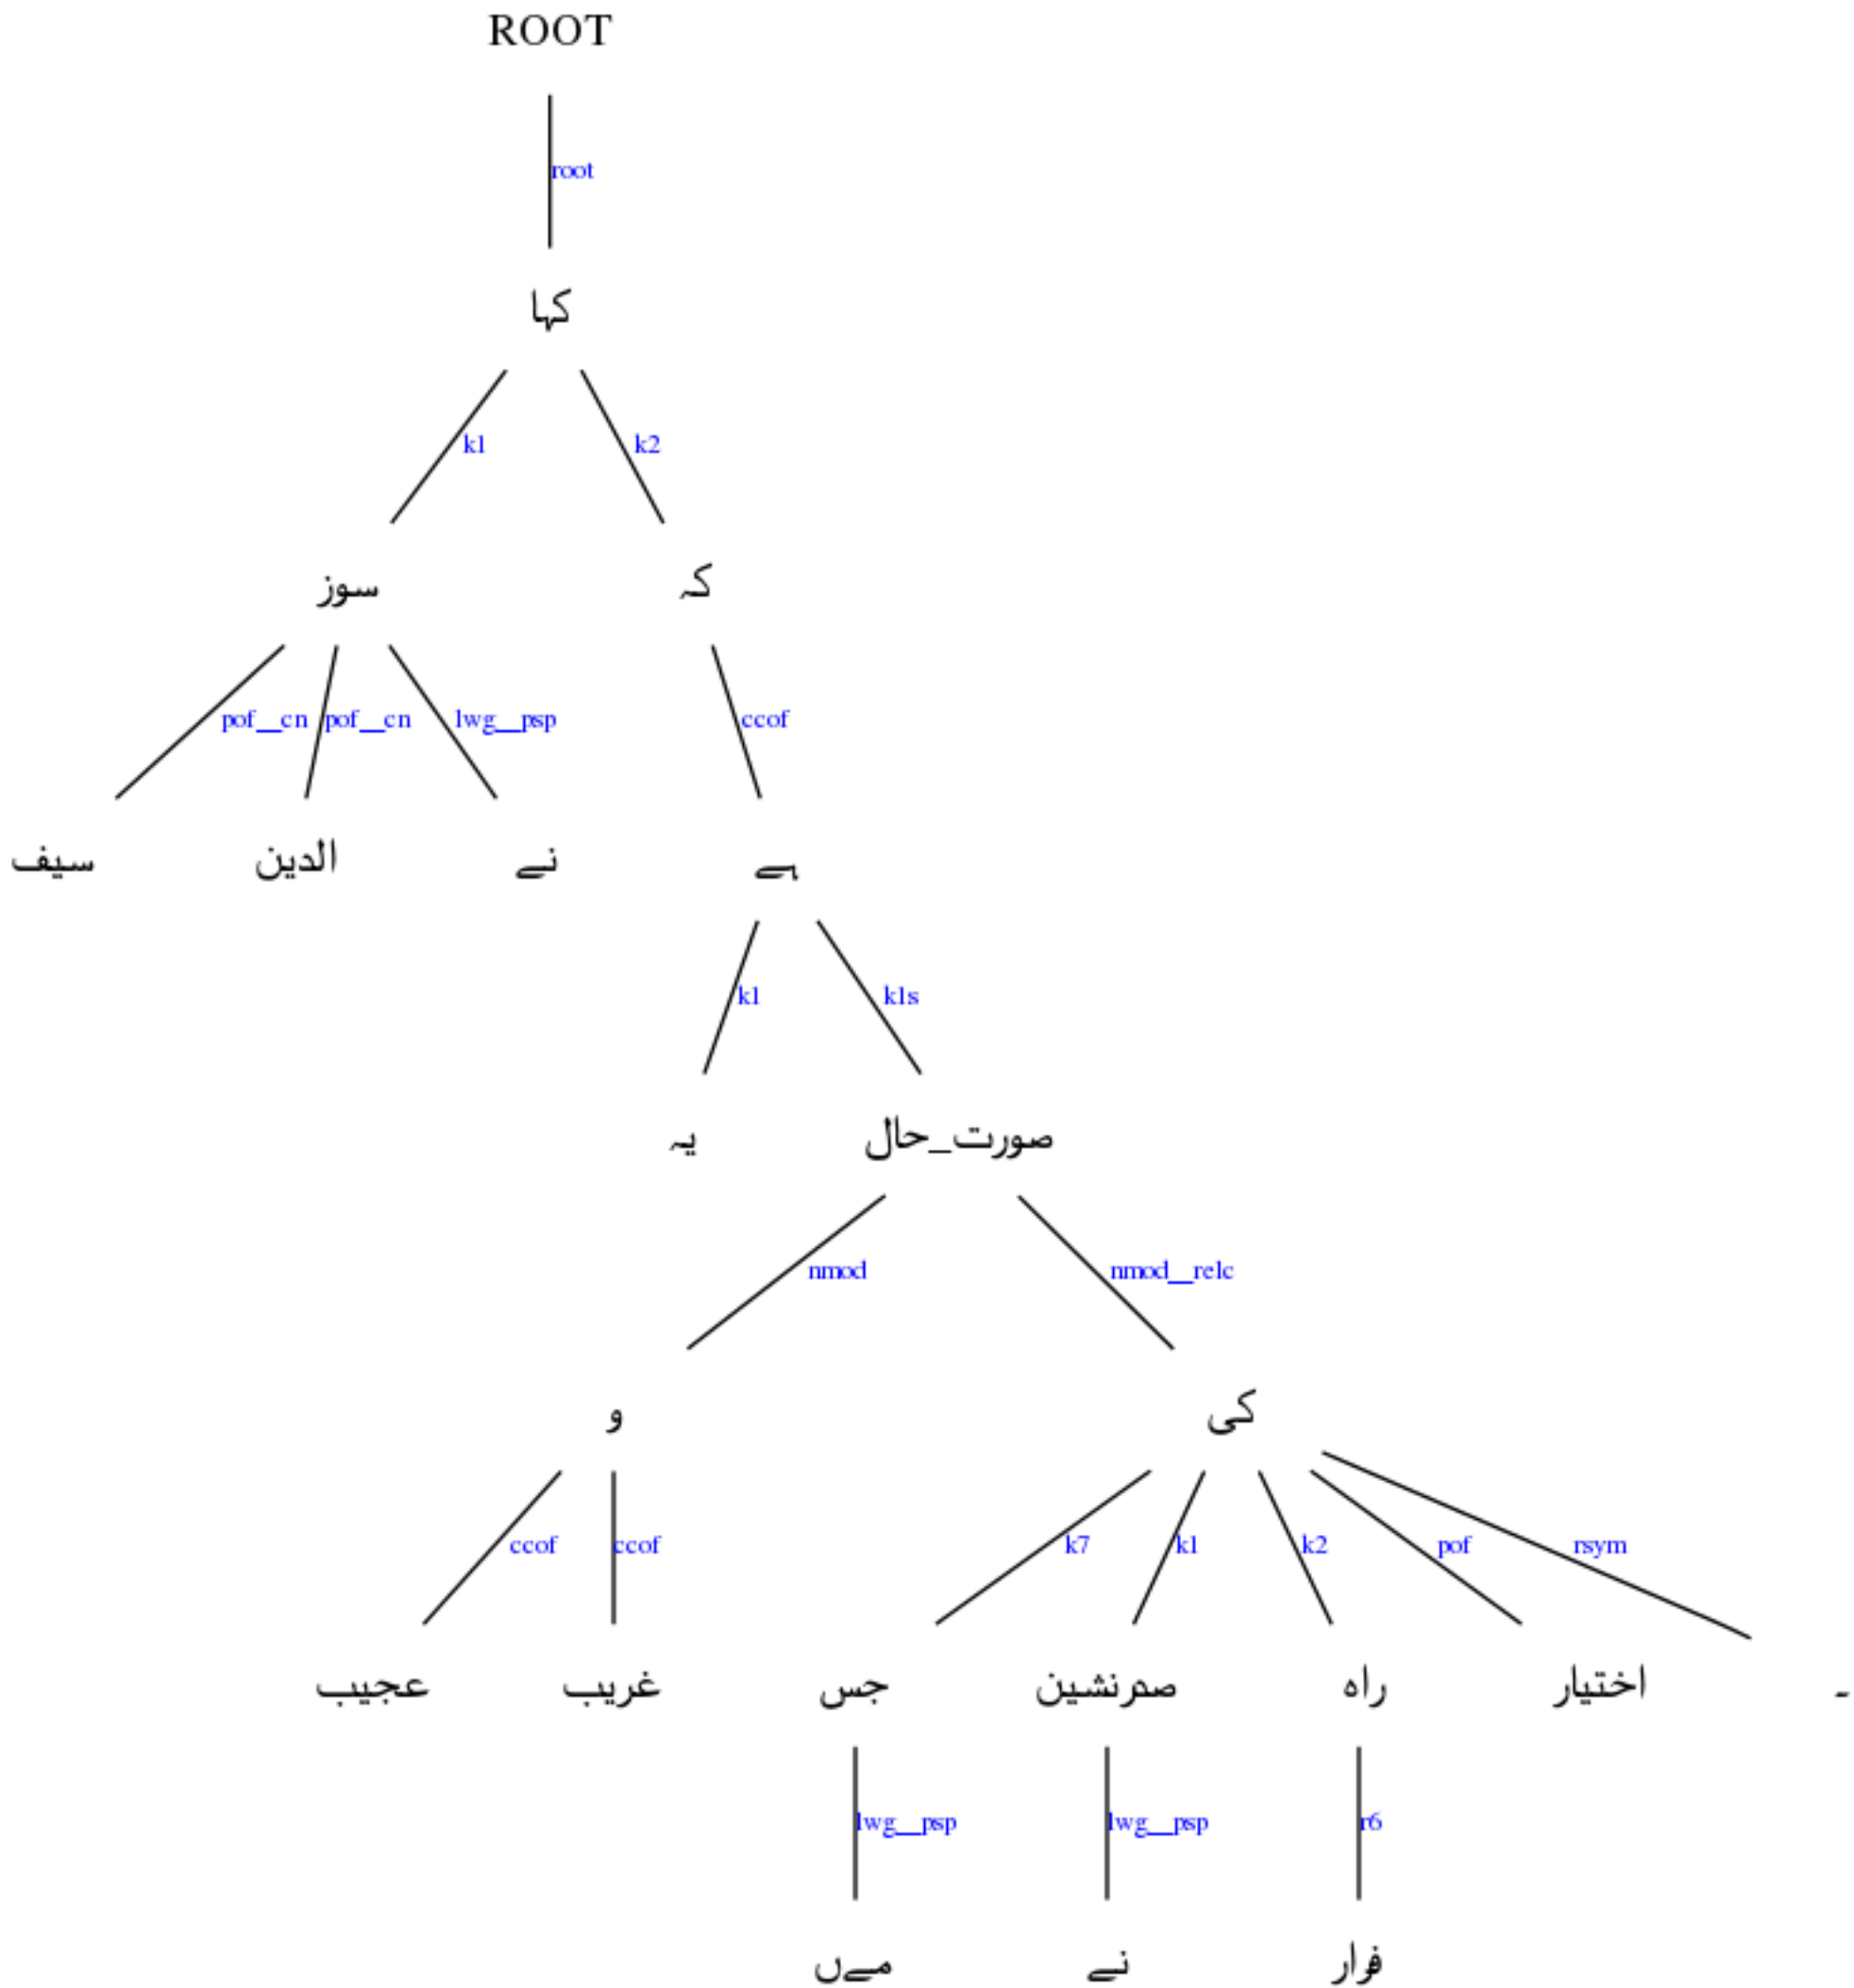 ROOT
root
کہا
k1 k2
سوز کہ
pof__cn pof__cn lwg__psp ccof
سیف الدین نے ہے
k1 k1s
یہ صورت_حال
nmod nmod__relc
و کی
ccof ccof k7 k1 k2 pof rsym
عجیب غریب جس صدرنشین راہ اختیار ۔
lwg__psp lwg__psp r6
مےں نے فرار